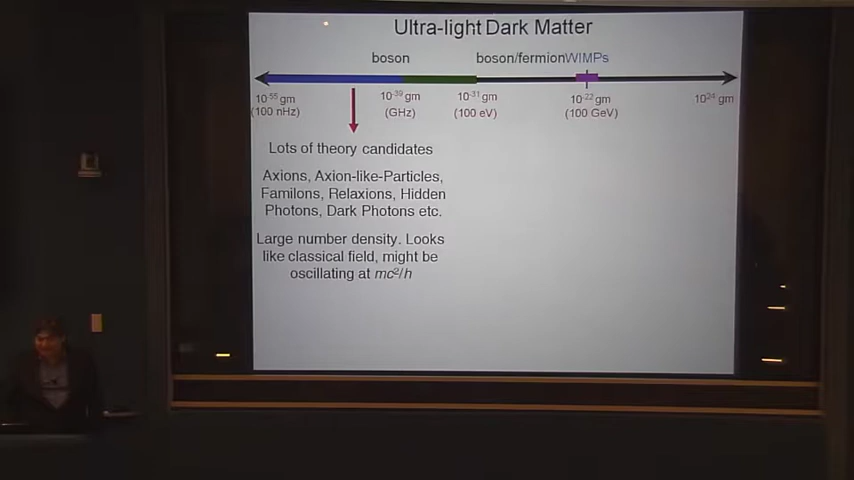 Ultra-light Dark Matter
boson boson/fermion WIMPs
10⁻⁵⁵ gm 10⁻³⁹ gm 10⁻³¹ gm 10⁻²² gm 10²⁴ gm
(100 nHz) (GHz) (100 eV) (100 GeV)
Lots of theory candidates
Axions, Axion-like-Particles,
Familons, Relaxions, Hidden
Photons, Dark Photons etc.
Large number density. Looks
like classical field, might be
oscillating at mc²/h